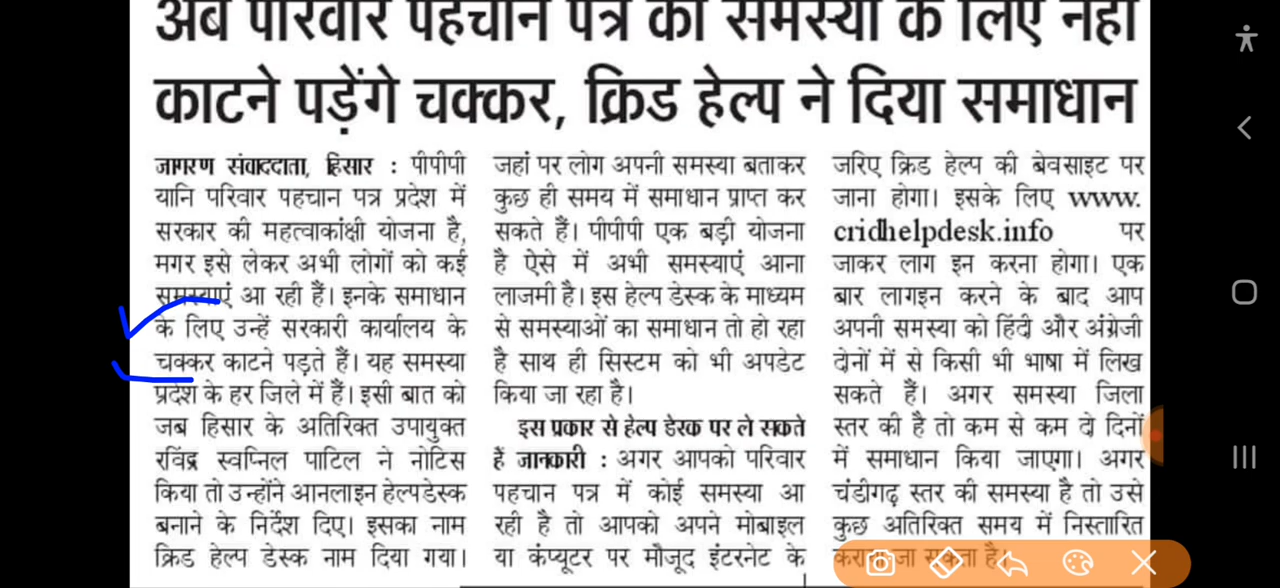 अब परिवार पहचान पत्र की समस्या के लिए नहीं
काटने पड़ेंगे चक्कर, क्रिड हेल्प ने दिया समाधान
जागरण संवाददाता, हिसार : पीपीपी
यानि परिवार पहचान पत्र प्रदेश में
सरकार की महत्वाकांक्षी योजना है,
मगर इसे लेकर अभी लोगों को कई
समस्याएं आ रही हैं। इनके समाधान
के लिए उन्हें सरकारी कार्यालय के
चक्कर काटने पड़ते हैं। यह समस्या
प्रदेश के हर जिले में हैं। इसी बात को
जब हिसार के अतिरिक्त उपायुक्त
रविंद्र स्वप्निल पाटिल ने नोटिस
किया तो उन्होंने आनलाइन हेल्पडेस्क
बनाने के निर्देश दिए। इसका नाम
क्रिड हेल्प डेस्क नाम दिया गया।
जहां पर लोग अपनी समस्या बताकर
कुछ ही समय में समाधान प्राप्त कर
सकते हैं। पीपीपी एक बड़ी योजना
है ऐसे में अभी समस्याएं आना
लाजमी है। इस हेल्प डेस्क के माध्यम
से समस्याओं का समाधान तो हो रहा
है साथ ही सिस्टम को भी अपडेट
किया जा रहा है।
इस प्रकार से हेल्प डेस्क पर ले सकते
हैं जानकारी : अगर आपको परिवार
पहचान पत्र में कोई समस्या आ
रही है तो आपको अपने मोबाइल
या कंप्यूटर पर मौजूद इंटरनेट के
जरिए क्रिड हेल्प की बेवसाइट पर
जाना होगा। इसके लिए www.
cridhelpdesk.info पर
जाकर लाग इन करना होगा। एक
बार लागइन करने के बाद आप
अपनी समस्या को हिंदी और अंग्रेजी
दोनों में से किसी भी भाषा में लिख
सकते हैं। अगर समस्या जिला
स्तर की है तो कम से कम दो दिनों
में समाधान किया जाएगा। अगर
चंडीगढ़ स्तर की समस्या है तो उसे
कुछ अतिरिक्त समय में निस्तारित
कराया जा सकता है।